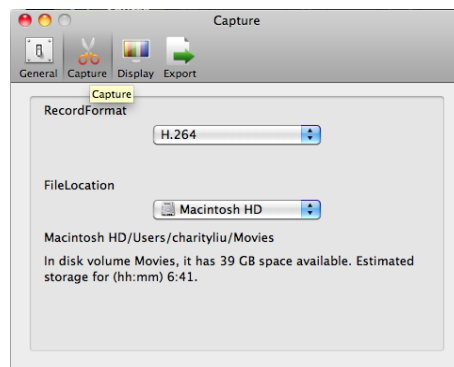 Capture
General Capture Display Export
Capture
RecordFormat
H.264
FileLocation
Macintosh HD
Macintosh HD/Users/charityliu/Movies
In disk volume Movies, it has 39 GB space available. Estimated
storage for (hh:mm) 6:41.